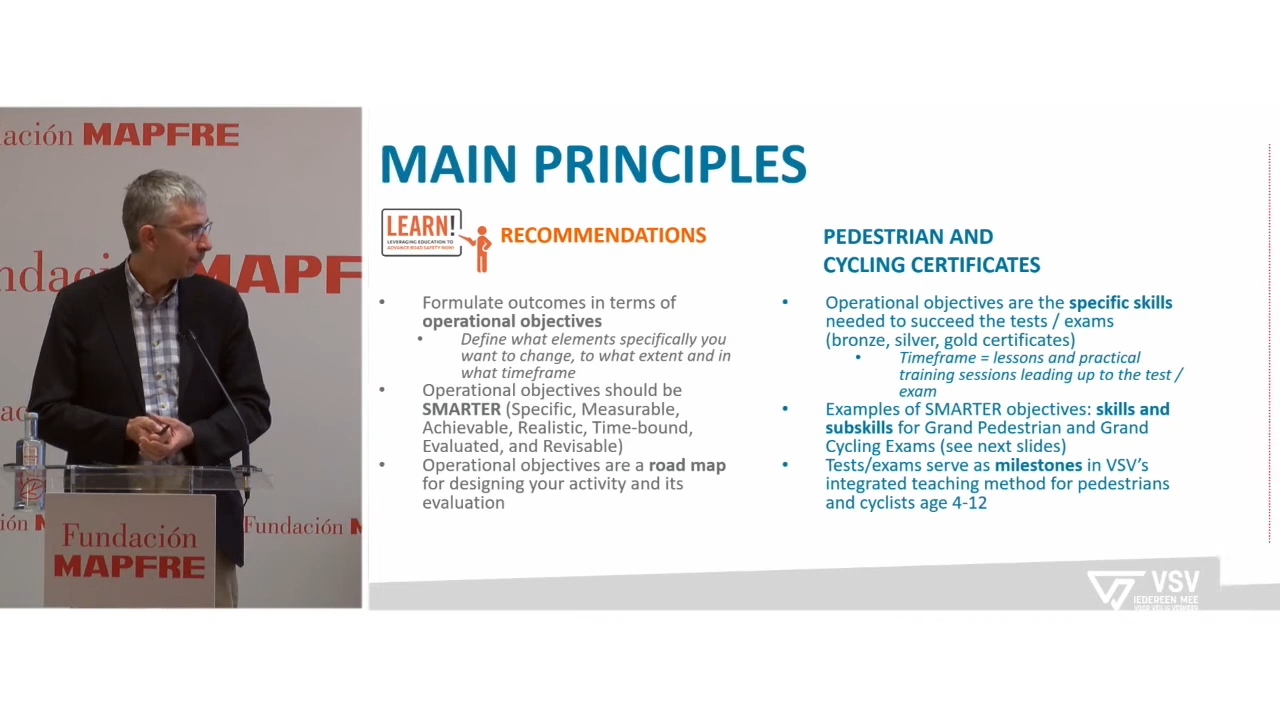 ación MAPFRE
ndaci MAPF
ac
ión M
Fundación M
Fundación
MAPFRE
MAIN PRINCIPLES
LEARN!
LEVERAGING EDUCATION TO
ADVANCE ROAD SAFETY NOW!
RECOMMENDATIONS
• Formulate outcomes in terms of
operational objectives
• Define what elements specifically you
want to change, to what extent and in
what timeframe
• Operational objectives should be
SMARTER (Specific, Measurable,
Achievable, Realistic, Time-bound,
Evaluated, and Revisable)
• Operational objectives are a road map
for designing your activity and its
evaluation
PEDESTRIAN AND
CYCLING CERTIFICATES
• Operational objectives are the specific skills
needed to succeed the tests / exams
(bronze, silver, gold certificates)
• Timeframe = lessons and practical
training sessions leading up to the test /
exam
• Examples of SMARTER objectives: skills and
subskills for Grand Pedestrian and Grand
Cycling Exams (see next slides)
• Tests/exams serve as milestones in VSV's
integrated teaching method for pedestrians
and cyclists age 4-12
VSV
IEDEREEN MEE
VOOR VEILIG VERKEER